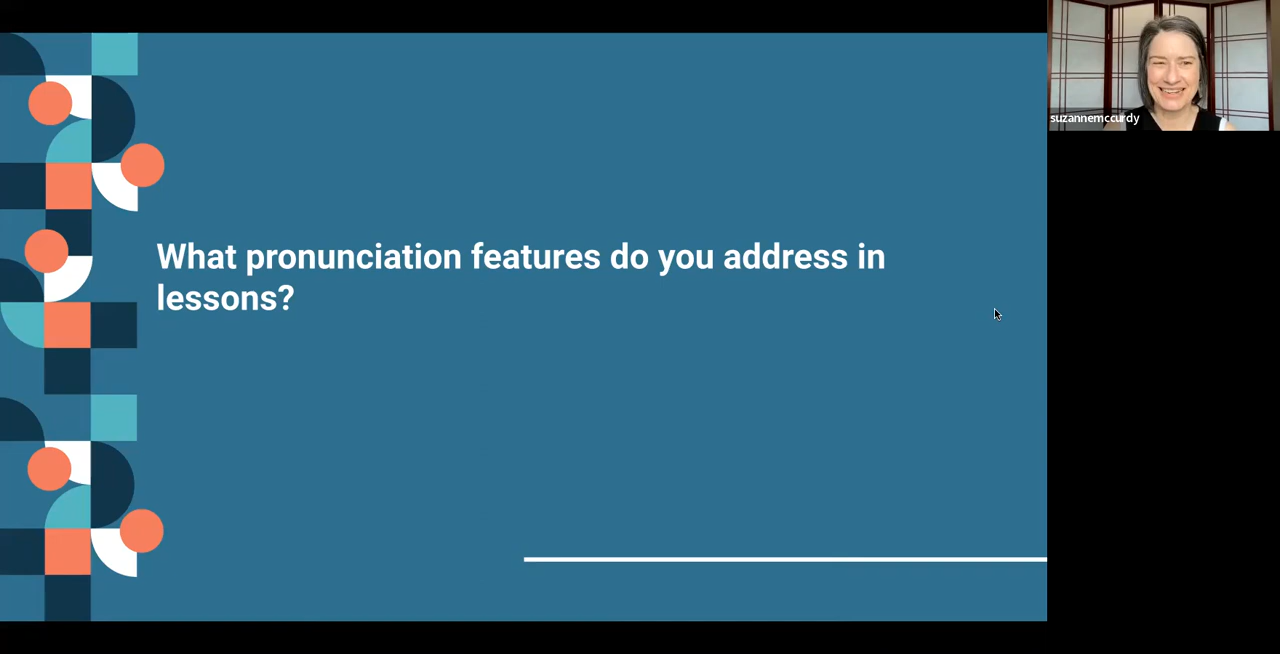 What pronunciation features do you address in
lessons?
suzannemccurdy